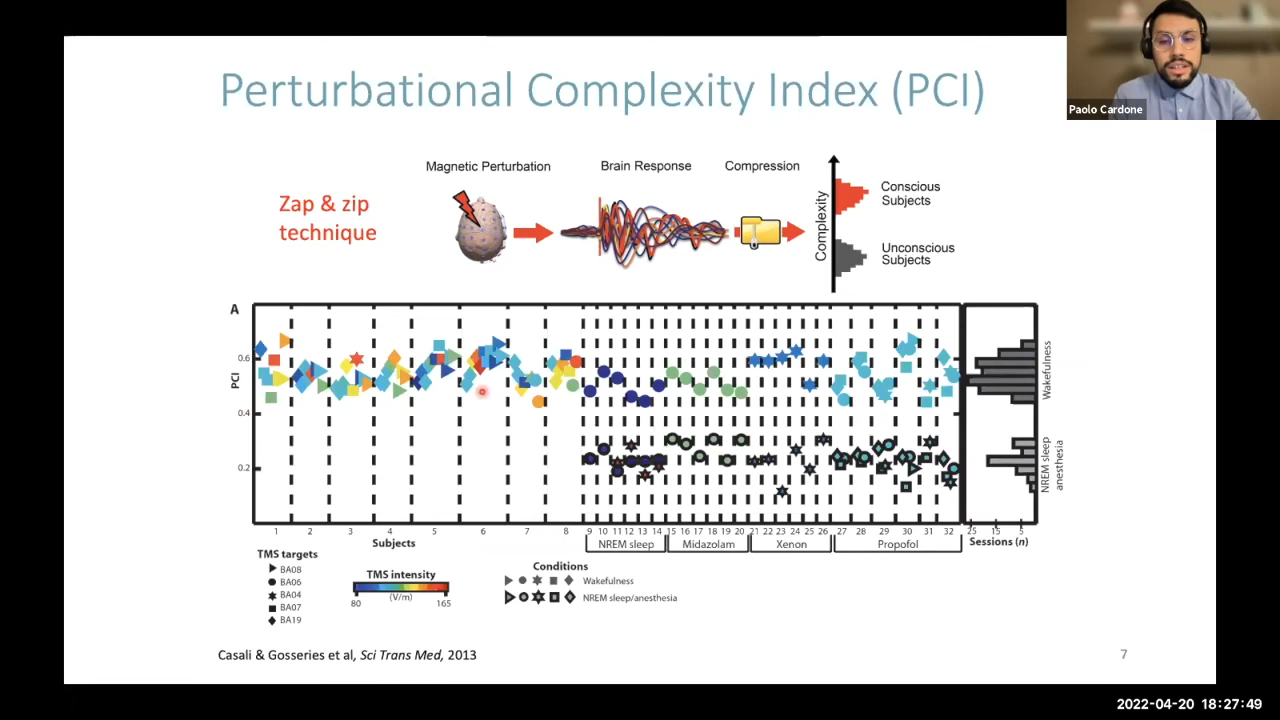 Perturbational Complexity Index (PCI)
Paolo Cardone
Magnetic Perturbation
Brain Response
Compression
Zap & zip
technique
Complexity
Conscious
Subjects
Unconscious
Subjects
A
PCI
0.6
0.4
0.2
Wakefulness
NREM sleep
anesthesia
1 2 3 4 5 6 7 8 9 10 11 12 13 14 15 16 17 18 19 20 21 22 23 24 25 26 27 28 29 30 31 32
25 15 5
Subjects
NREM sleep
Midazolam
Xenon
Propofol
Sessions (n)
TMS targets
BA08
BA06
BA04
BA07
BA19
TMS intensity
(V/m)
80 165
Conditions
Wakefulness
NREM sleep/anesthesia
Casali & Gosseries et al, Sci Trans Med, 2013
7
2022-04-20 18:27:49